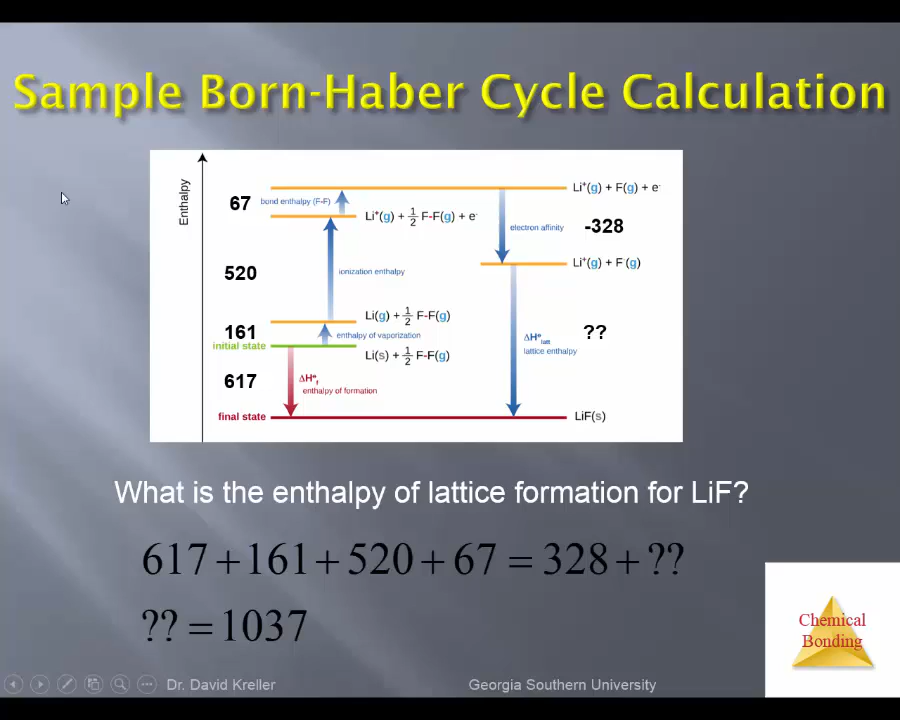 Sample Born-Haber Cycle Calculation
Enthalpy
67
bond enthalpy (F-F)
Li⁺(g) + 1/2 F-F(g) + e⁻
Li⁺(g) + F(g) + e⁻
electron affinity
-328
520
ionization enthalpy
Li⁺(g) + F (g)
Li(g) + 1/2 F-F(g)
161
enthalpy of vaporization
initial state
Li(s) + 1/2 F-F(g)
ΔH°latt
lattice enthalpy
??
617
ΔH°f
enthalpy of formation
final state
LiF(s)
What is the enthalpy of lattice formation for LiF?
617 + 161 + 520 + 67 = 328 + ??
?? = 1037
Chemical
Bonding
Dr. David Kreller
Georgia Southern University